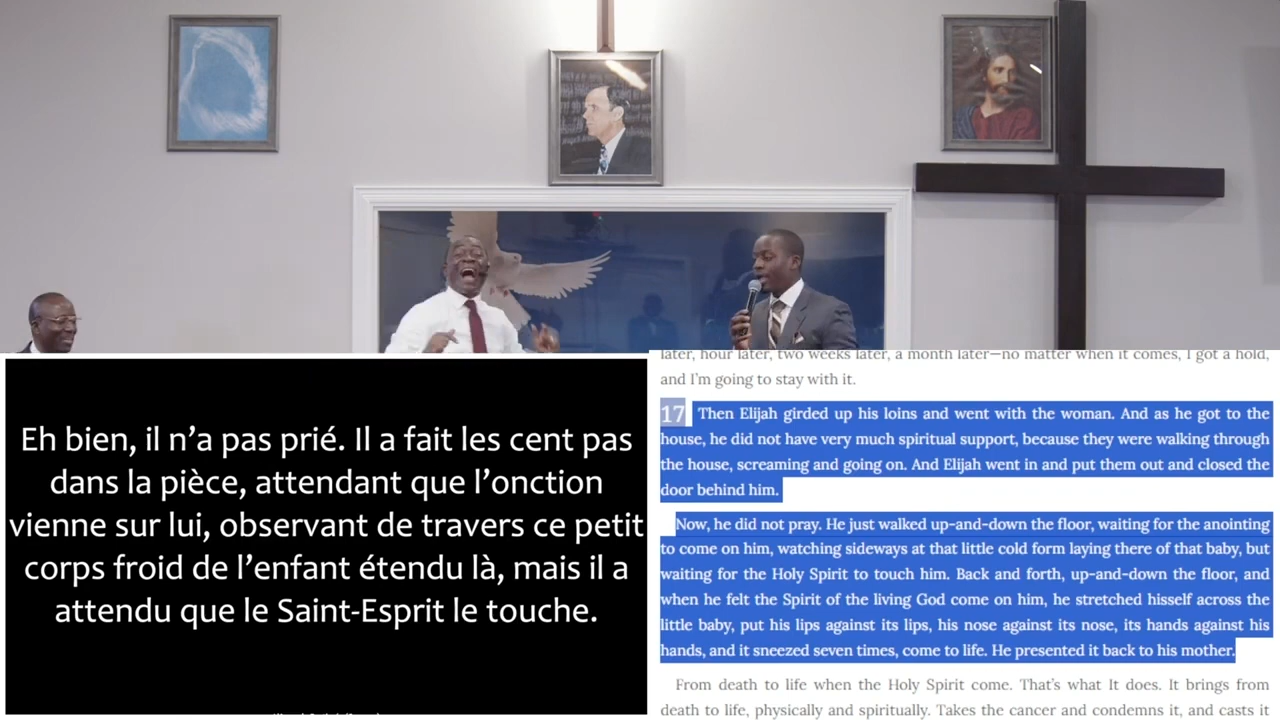 Eh bien, il n’a pas prié. Il a fait les cent pas
dans la pièce, attendant que l’onction
vienne sur lui, observant de travers ce petit
corps froid de l’enfant étendu là, mais il a
attendu que le Saint-Esprit le touche.
later, hour later, two weeks later, a month later—no matter when it comes, I got a hold,
and I’m going to stay with it.
17 Then Elijah girded up his loins and went with the woman. And as he got to the
house, he did not have very much spiritual support, because they were walking through
the house, screaming and going on. And Elijah went in and put them out and closed the
door behind him.
Now, he did not pray. He just walked up-and-down the floor, waiting for the anointing
to come on him, watching sideways at that little cold form laying there of that baby, but
waiting for the Holy Spirit to touch him. Back and forth, up-and-down the floor, and
when he felt the Spirit of the living God come on him, he stretched hisself across the
little baby, put his lips against its lips, his nose against its nose, its hands against his
hands, and it sneezed seven times, come to life. He presented it back to his mother.
From death to life when the Holy Spirit come. That’s what It does. It brings from
death to life, physically and spiritually. Takes the cancer and condemns it, and casts it